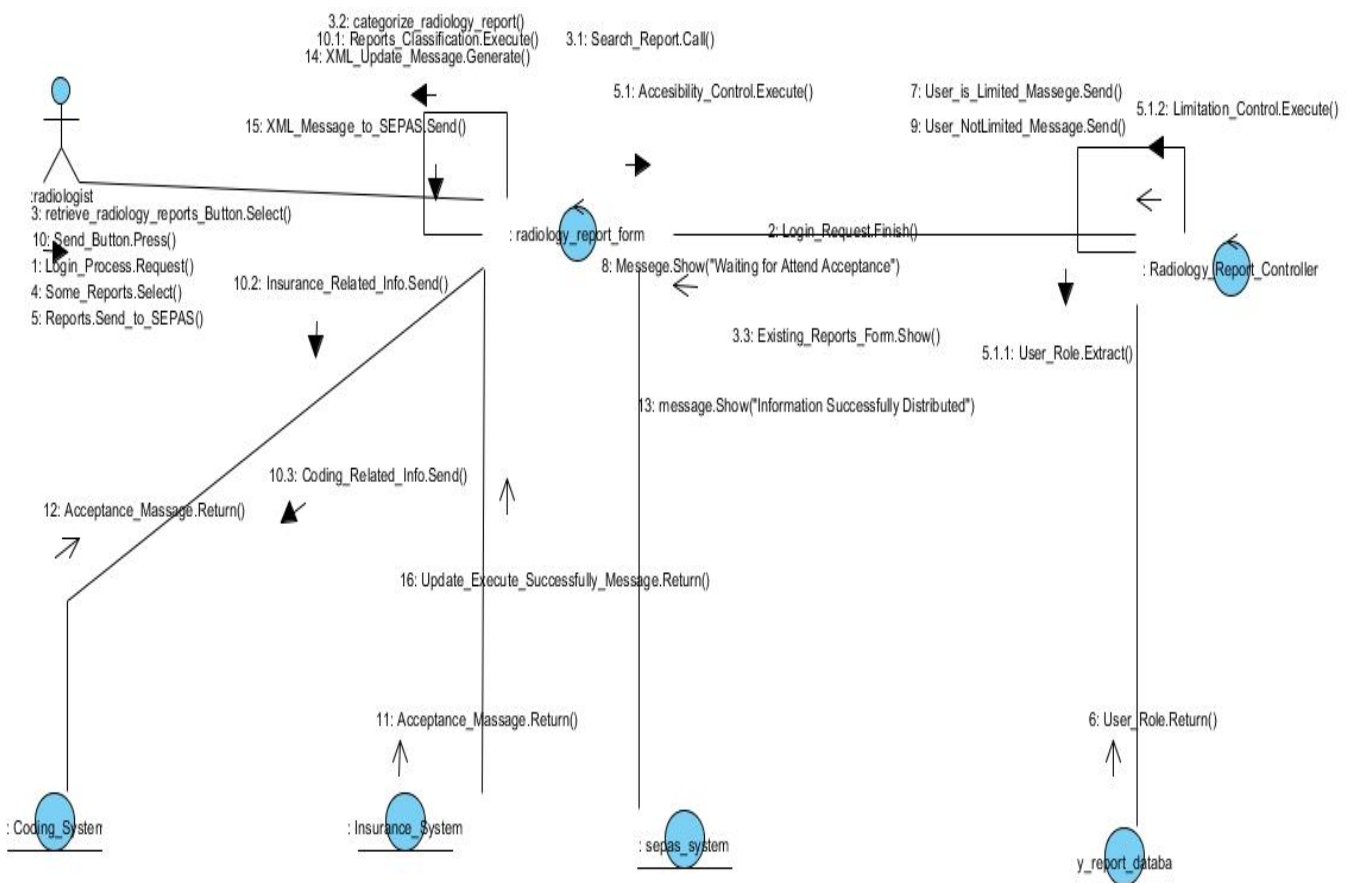 3.2: categorize_radiology_report()
10.1: Reports_Classification.Execute()
14: XML_Update_Message.Generate()
3.1: Search_Report.Call()
5.1: Accesibility_Control.Execute()
7: User_is_Limited_Massege.Send()
9: User_NotLimited_Message.Send()
5.1.2: Limitation_Control.Execute()
15: XML_Message_to_SEPAS.Send()
:radiologist
3: retrieve_radiology_reports_Button.Select()
10: Send_Button.Press()
1: Login_Process.Request()
4: Some_Reports.Select()
5: Reports.Send_to_SEPAS()
: radiology_report_form
2: Login_Request.Finish()
8: Messege.Show("Waiting for Attend Acceptance")
: Radiology_Report_Controller
10.2: Insurance_Related_Info.Send()
3.3: Existing_Reports_Form.Show()
5.1.1: User_Role.Extract()
13: message.Show("Information Successfully Distributed")
10.3: Coding_Related_Info.Send()
12: Acceptance_Massage.Return()
16: Update_Execute_Successfully_Message.Return()
11: Acceptance_Massage.Return()
6: User_Role.Return()
: Coding_System
: Insurance_System
: sepas_system
y_report_databa